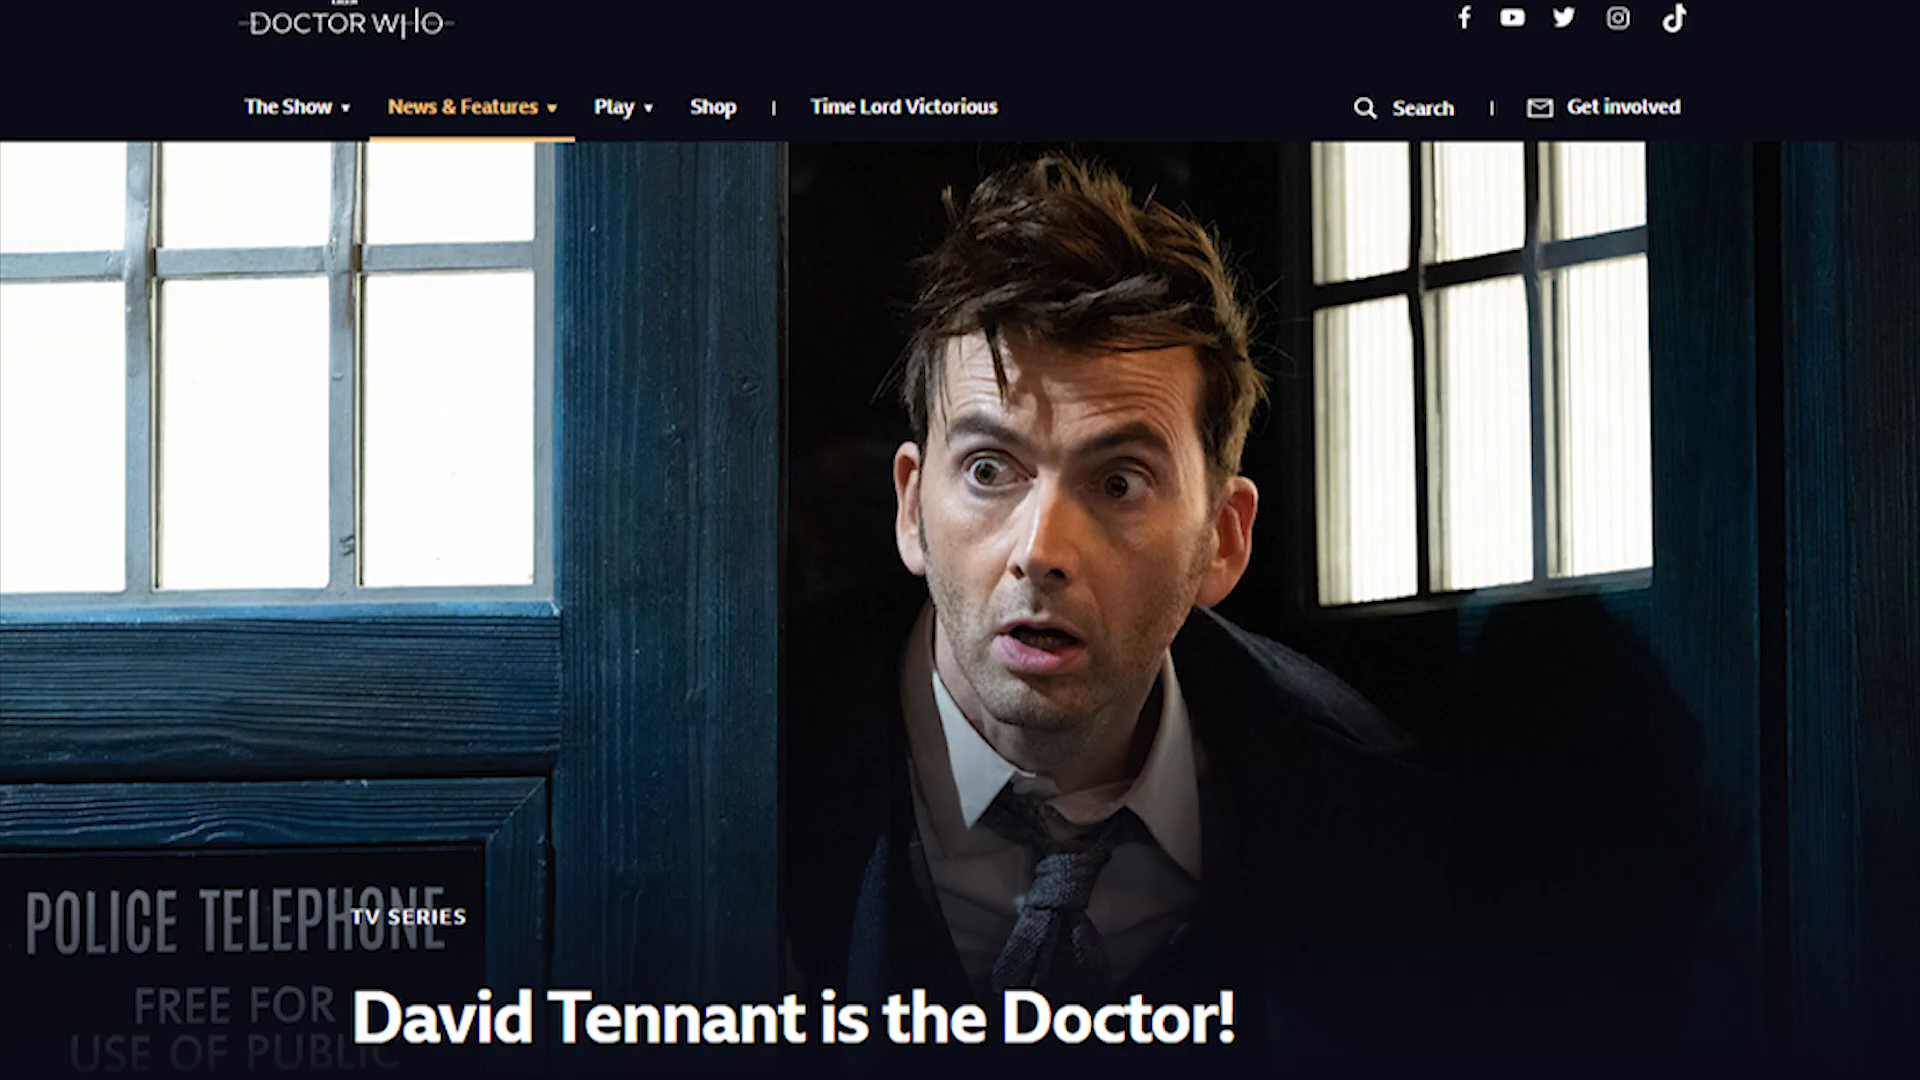 DOCTOR WHO
The Show
News & Features
Play
Shop
|
Time Lord Victorious
Search
|
Get involved
POLICE TELEPHONE
TV SERIES
FREE FOR
USE OF PUBLIC
David Tennant is the Doctor!